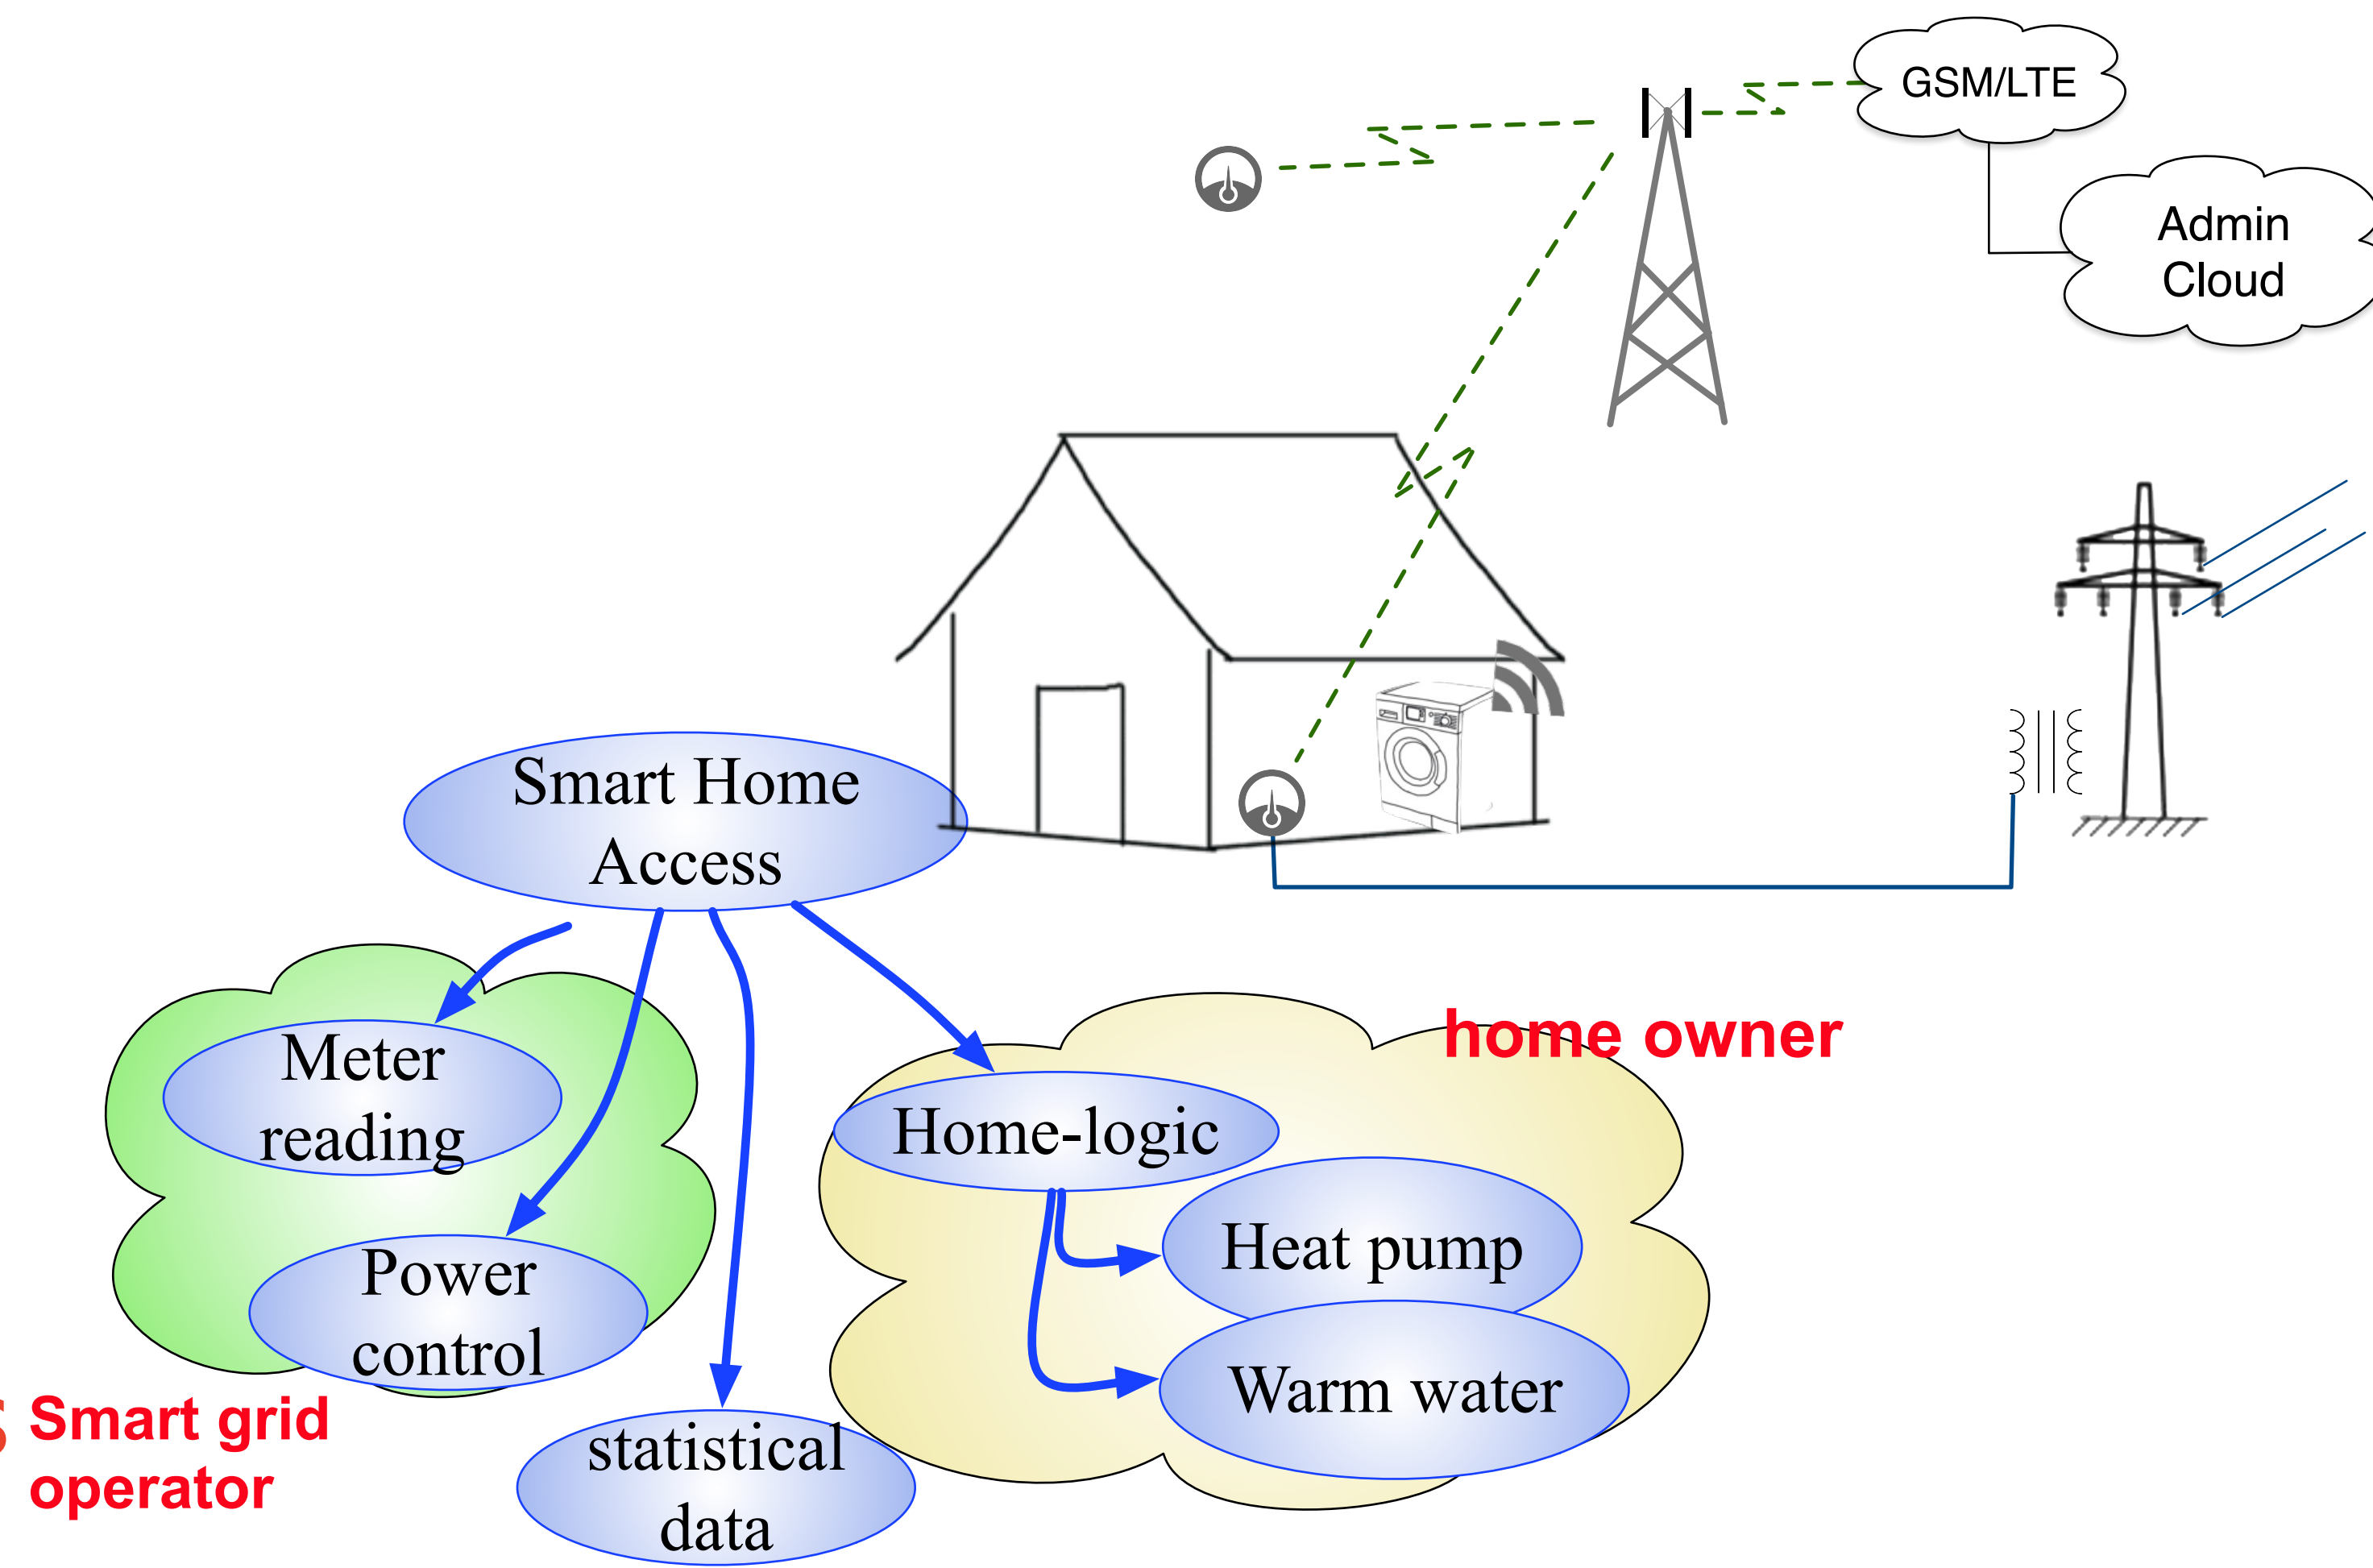 GSM/LTE
Admin
Cloud
Smart Home
Access
home owner
Meter
reading
Home-logic
Power
control
Heat pump
Warm water
Smart grid
operator
statistical
data